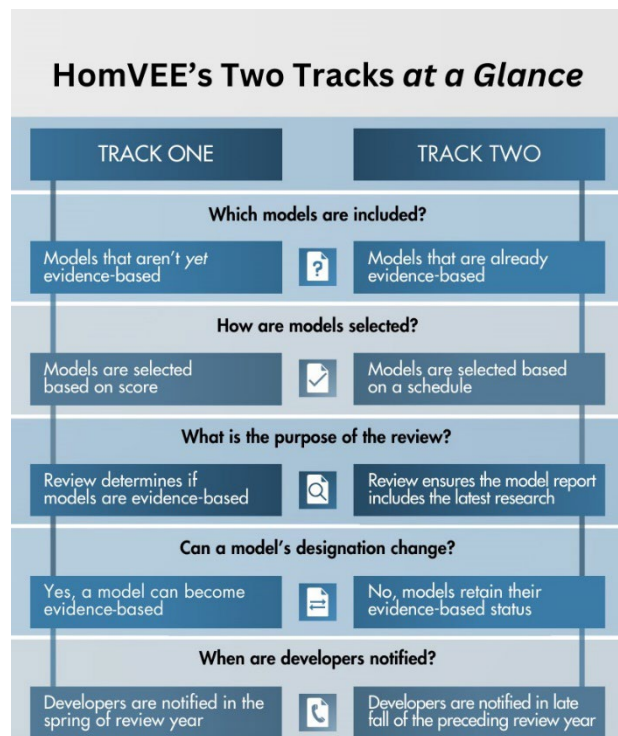 HomVEE's Two Tracks at a Glance
TRACK ONE
TRACK TWO
Which models are included?
Models that aren't yet
evidence-based
Models that are already
evidence-based
How are models selected?
Models are selected
based on score
Models are selected based
on a schedule
What is the purpose of the review?
Review determines if
models are evidence-based
Review ensures the model report
includes the latest research
Can a model's designation change?
Yes, a model can become
evidence-based
No, models retain their
evidence-based status
When are developers notified?
Developers are notified in the
spring of review year
Developers are notified in late
fall of the preceding review year